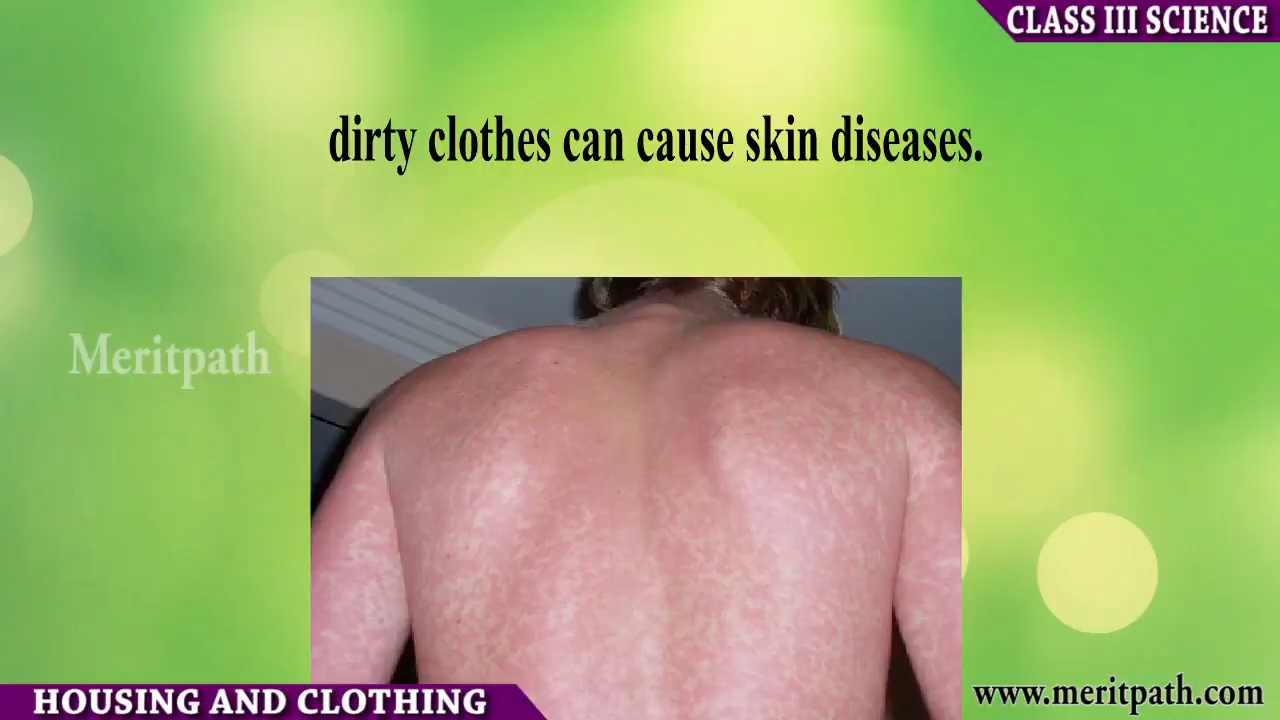 CLASS III SCIENCE
dirty clothes can cause skin diseases.
Meritpath
HOUSING AND CLOTHING
www.meritpath.com